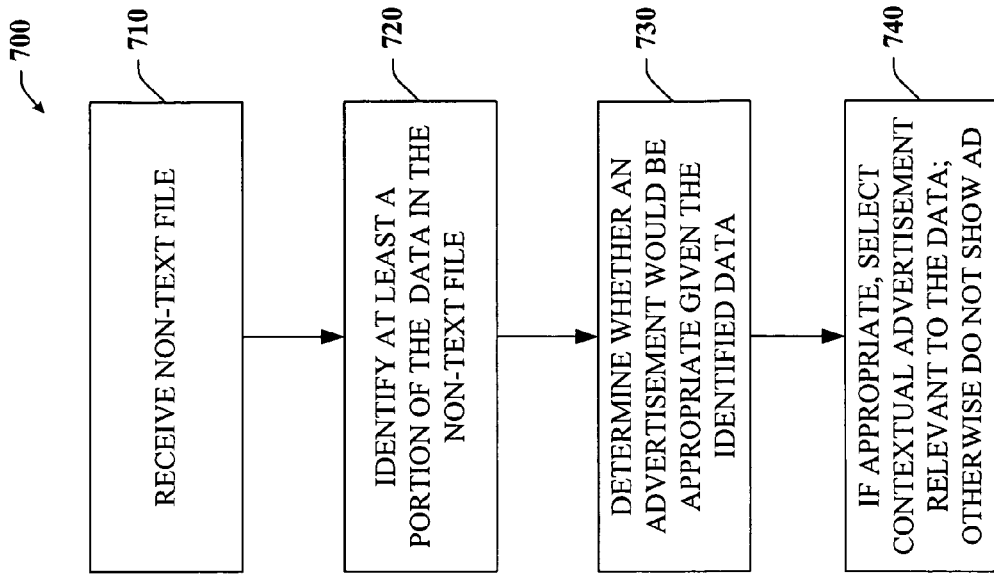 700
710
RECEIVE NON-TEXT FILE
720
IDENTIFY AT LEAST A
PORTION OF THE DATA IN THE
NON-TEXT FILE
730
DETERMINE WHETHER AN
ADVERTISEMENT WOULD BE
APPROPRIATE GIVEN THE
IDENTIFIED DATA
740
IF APPROPRIATE, SELECT
CONTEXTUAL ADVERTISEMENT
RELEVANT TO THE DATA;
OTHERWISE DO NOT SHOW AD